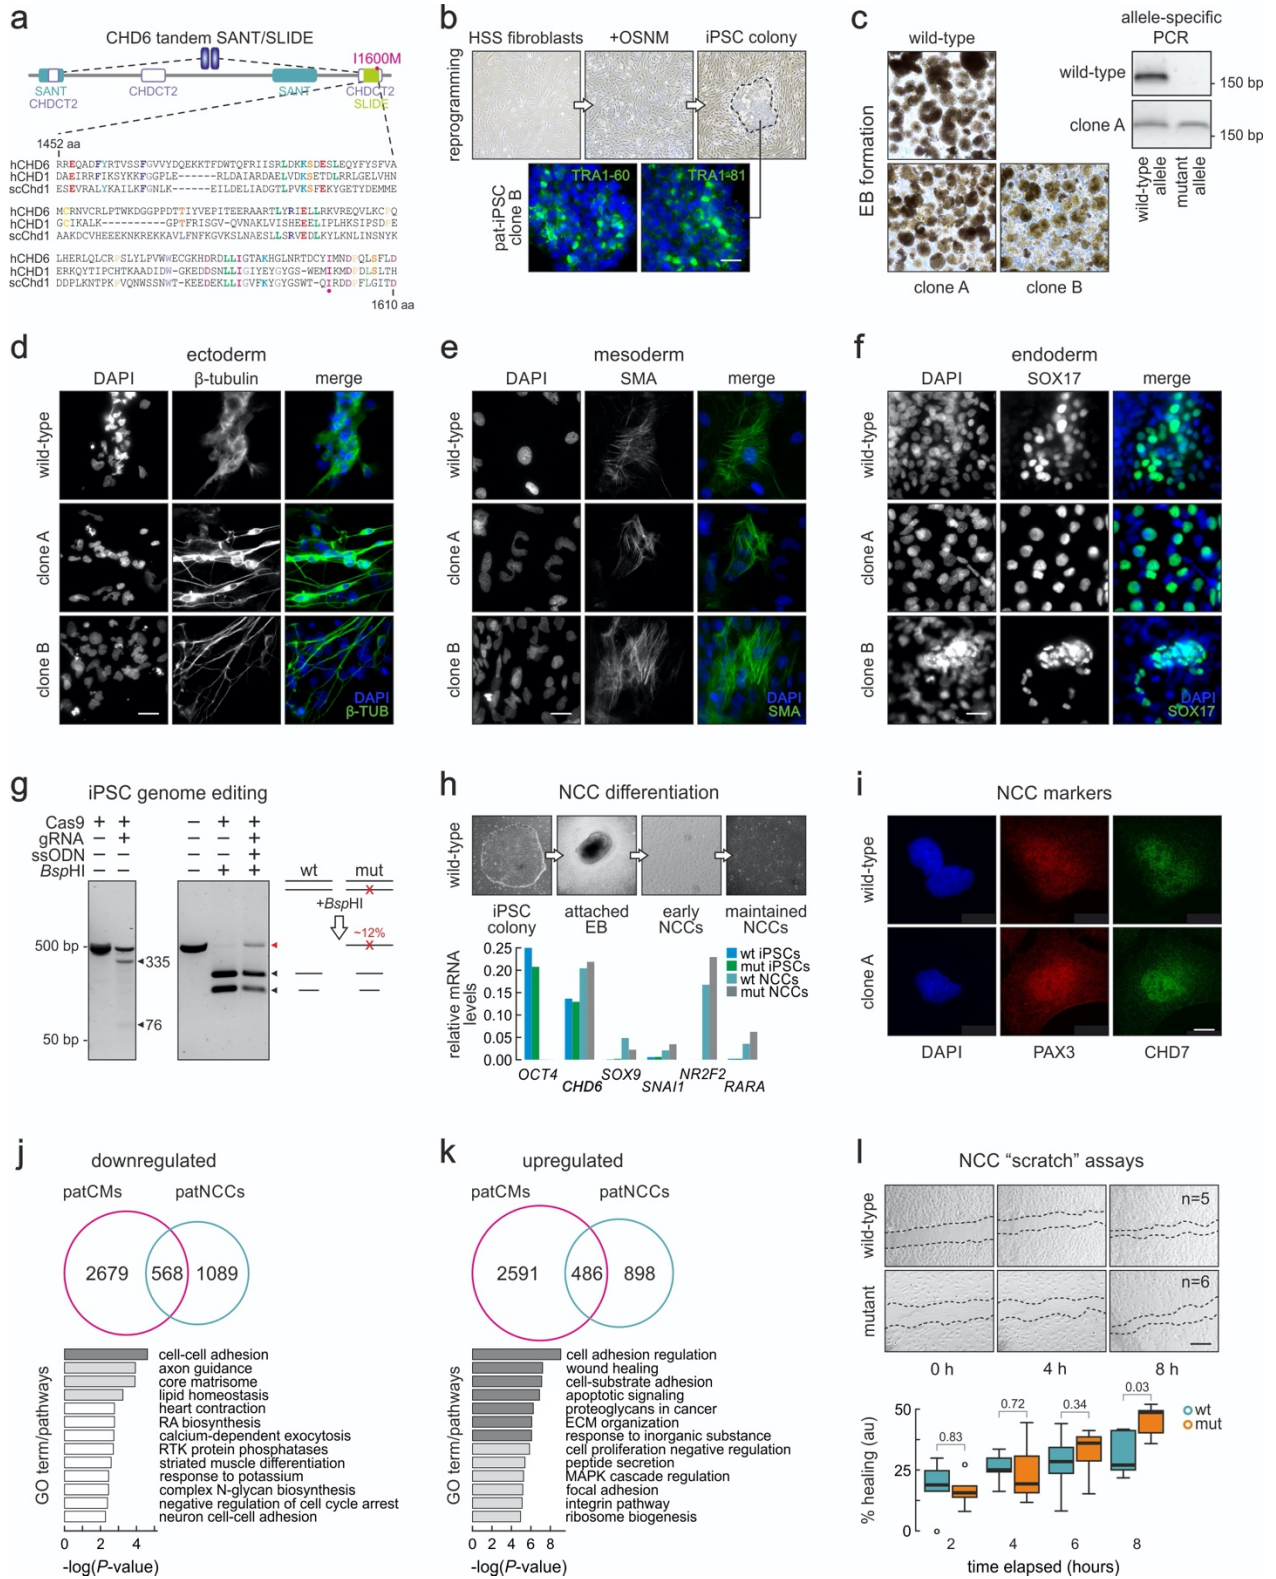 a
CHD6 tandem SANT/SLIDE
I1600M
SANT
CHDCT2
CHDCT2
SANT
CHDCT2
SLIDE
1452 aa
hCHD6
hCHD1
scChd1
hCHD6
hCHD1
scChd1
hCHD6
hCHD1
scChd1
1610 aa
b
HSS fibroblasts
+OSNM
iPSC colony
reprogramming
TRA1-60
TRA1-81
pat-iPSC
clone B
c
wild-type
EB formation
clone A
clone B
allele-specific
PCR
wild-type
150 bp
clone A
150 bp
wild-type
allele
mutant
allele
d
ectoderm
DAPI
β-tubulin
merge
wild-type
clone A
clone B
DAPI
β-TUB
e
mesoderm
DAPI
SMA
merge
wild-type
clone A
clone B
DAPI
SMA
f
endoderm
DAPI
SOX17
merge
wild-type
clone A
clone B
DAPI
SOX17
g
iPSC genome editing
Cas9 + + − + +
gRNA − + − − +
ssODN − − − − +
BspHI − − − + +
500 bp
335
76
50 bp
wt
mut
+BspHI
~12%
h
NCC differentiation
wild-type
iPSC
colony
attached
EB
early
NCCs
maintained
NCCs
relative mRNA
levels
0.25
0.20
0.15
0.10
0.05
0.00
wt iPSCs
mut iPSCs
wt NCCs
mut NCCs
OCT4
CHD6
SOX9
SNAI1
NR2F2
RARA
i
NCC markers
wild-type
clone A
DAPI
PAX3
CHD7
j
downregulated
patCMs
patNCCs
2679
568
1089
GO term/pathways
cell-cell adhesion
axon guidance
core matrisome
lipid homeostasis
heart contraction
RA biosynthesis
calcium-dependent exocytosis
RTK protein phosphatases
striated muscle differentiation
response to potassium
complex N-glycan biosynthesis
negative regulation of cell cycle arrest
neuron cell-cell adhesion
0 2 4
-log(P-value)
k
upregulated
patCMs
patNCCs
2591
486
898
GO term/pathways
cell adhesion regulation
wound healing
cell-substrate adhesion
apoptotic signaling
proteoglycans in cancer
ECM organization
response to inorganic substance
cell proliferation negative regulation
peptide secretion
MAPK cascade regulation
focal adhesion
integrin pathway
ribosome biogenesis
0 2 4 6 8
-log(P-value)
l
NCC “scratch” assays
wild-type
n=5
mutant
n=6
0 h
4 h
8 h
% healing (au)
50
25
0
0.83
0.72
0.34
0.03
wt
mut
2 4 6 8
time elapsed (hours)